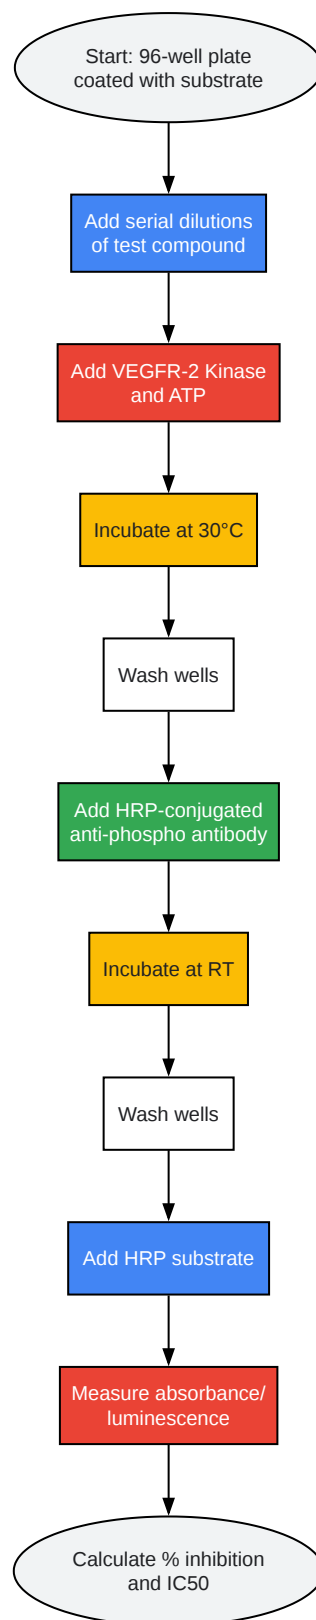 Start: 96-well plate
coated with substrate
Add serial dilutions
of test compound
Add VEGFR-2 Kinase
and ATP
Incubate at 30°C
Wash wells
Add HRP-conjugated
anti-phospho antibody
Incubate at RT
Wash wells
Add HRP substrate
Measure absorbance/
luminescence
Calculate % inhibition
and IC50